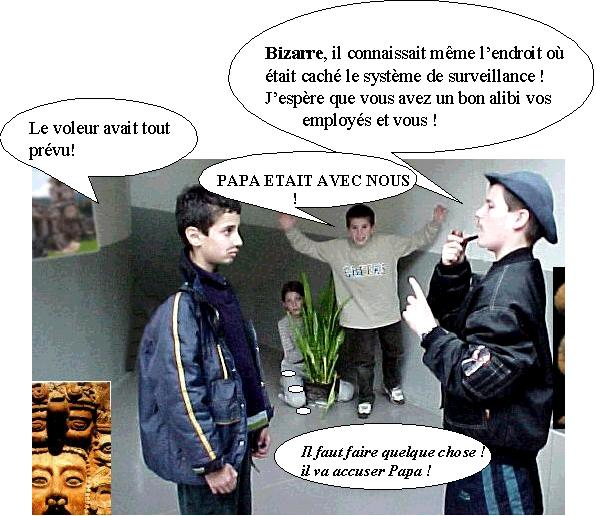 Bizarre, il connaissait même l'endroit où
était caché le système de surveillance !
J'espère que vous avez un bon alibi vos
employés et vous !
Le voleur avait tout
prévu!
PAPA ETAIT AVEC NOUS
!
Il faut faire quelque chose !
il va accuser Papa !